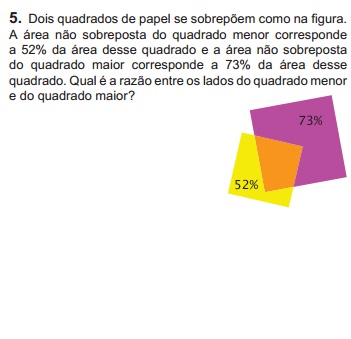 5. Dois quadrados de papel se sobrepõem como na figura.
A área não sobreposta do quadrado menor corresponde
a 52% da área desse quadrado e a área não sobreposta
do quadrado maior corresponde a 73% da área desse
quadrado. Qual é a razão entre os lados do quadrado menor
e do quadrado maior?
73%
52%